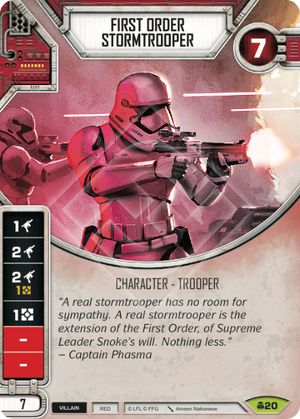 FIRST ORDER
STORMTROOPER
7
1
2
2
1
1
–
–
CHARACTER - TROOPER
“A real stormtrooper has no room for
sympathy. A real stormtrooper is the
extension of the First Order, of Supreme
Leader Snoke’s will. Nothing less.”
– Captain Phasma
7
VILLAIN
RED
© LFL © FFG
Ameen Naksewee
20